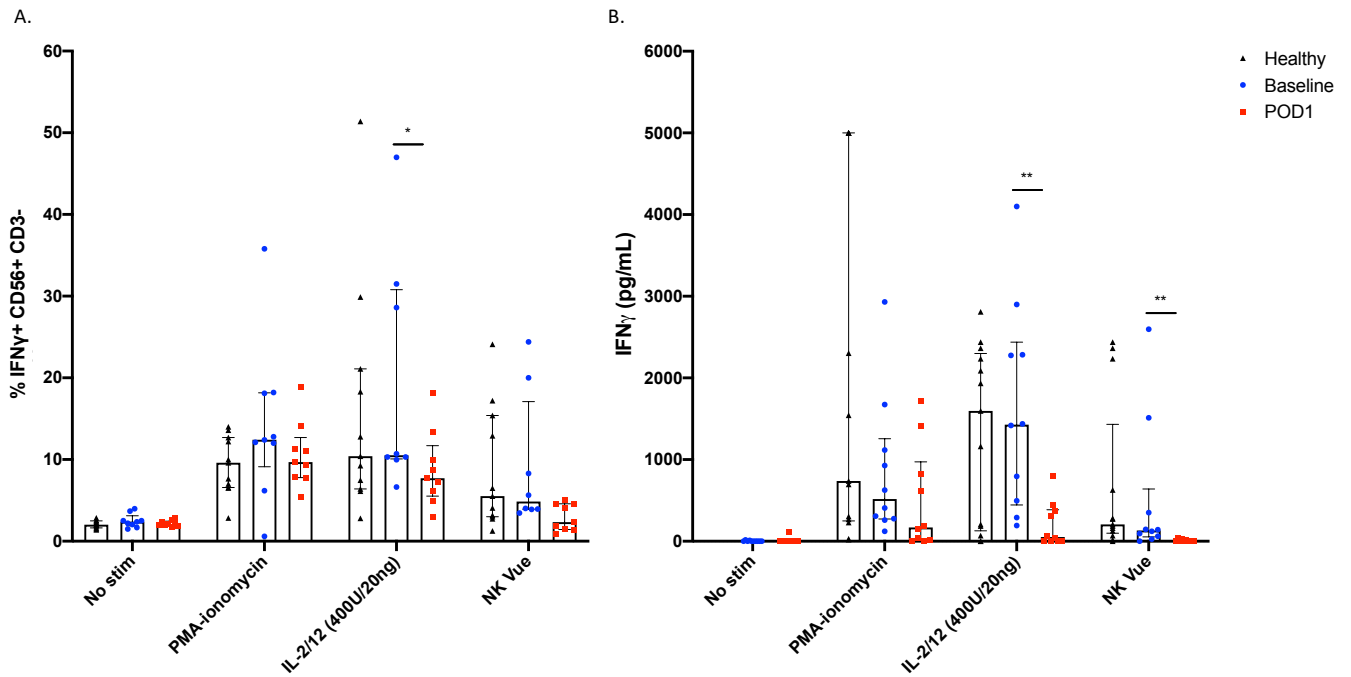 A.
% IFNγ+ CD56+ CD3-
60
50
40
30
20
10
0
*
No stim
PMA-ionomycin
IL-2/12 (400U/20ng)
NK Vue
B.
IFNγ (pg/mL)
6000
5000
4000
3000
2000
1000
0
**
**
No stim
PMA-ionomycin
IL-2/12 (400U/20ng)
NK Vue
Healthy
Baseline
POD1